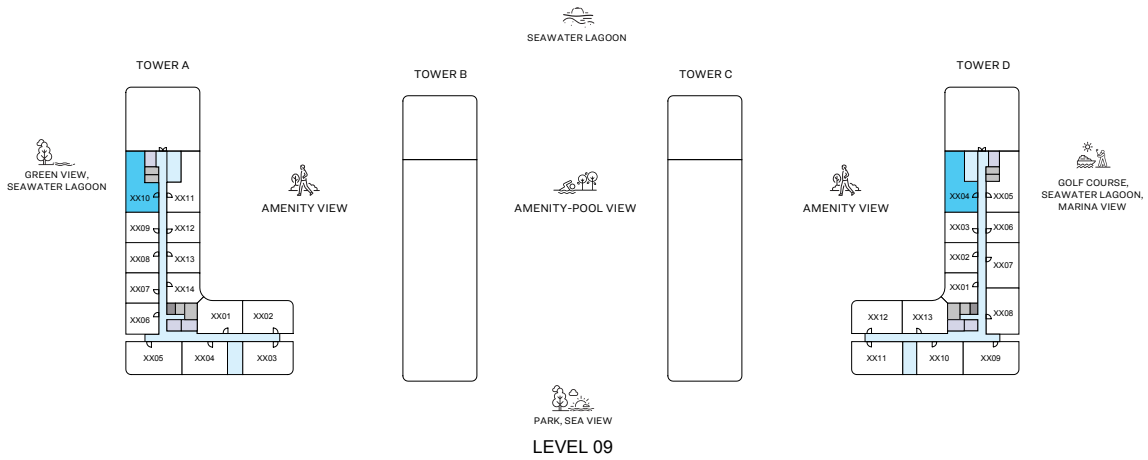 SEAWATER LAGOON
TOWER A
TOWER B
TOWER C
TOWER D
GREEN VIEW,
SEAWATER LAGOON
AMENITY VIEW
AMENITY-POOL VIEW
AMENITY VIEW
GOLF COURSE,
SEAWATER LAGOON,
MARINA VIEW
XX10
XX11
XX09
XX12
XX08
XX13
XX07
XX14
XX06
XX01
XX02
XX05
XX04
XX03
XX04
XX05
XX03
XX06
XX02
XX07
XX01
XX08
XX12
XX13
XX11
XX10
XX09
PARK, SEA VIEW
LEVEL 09